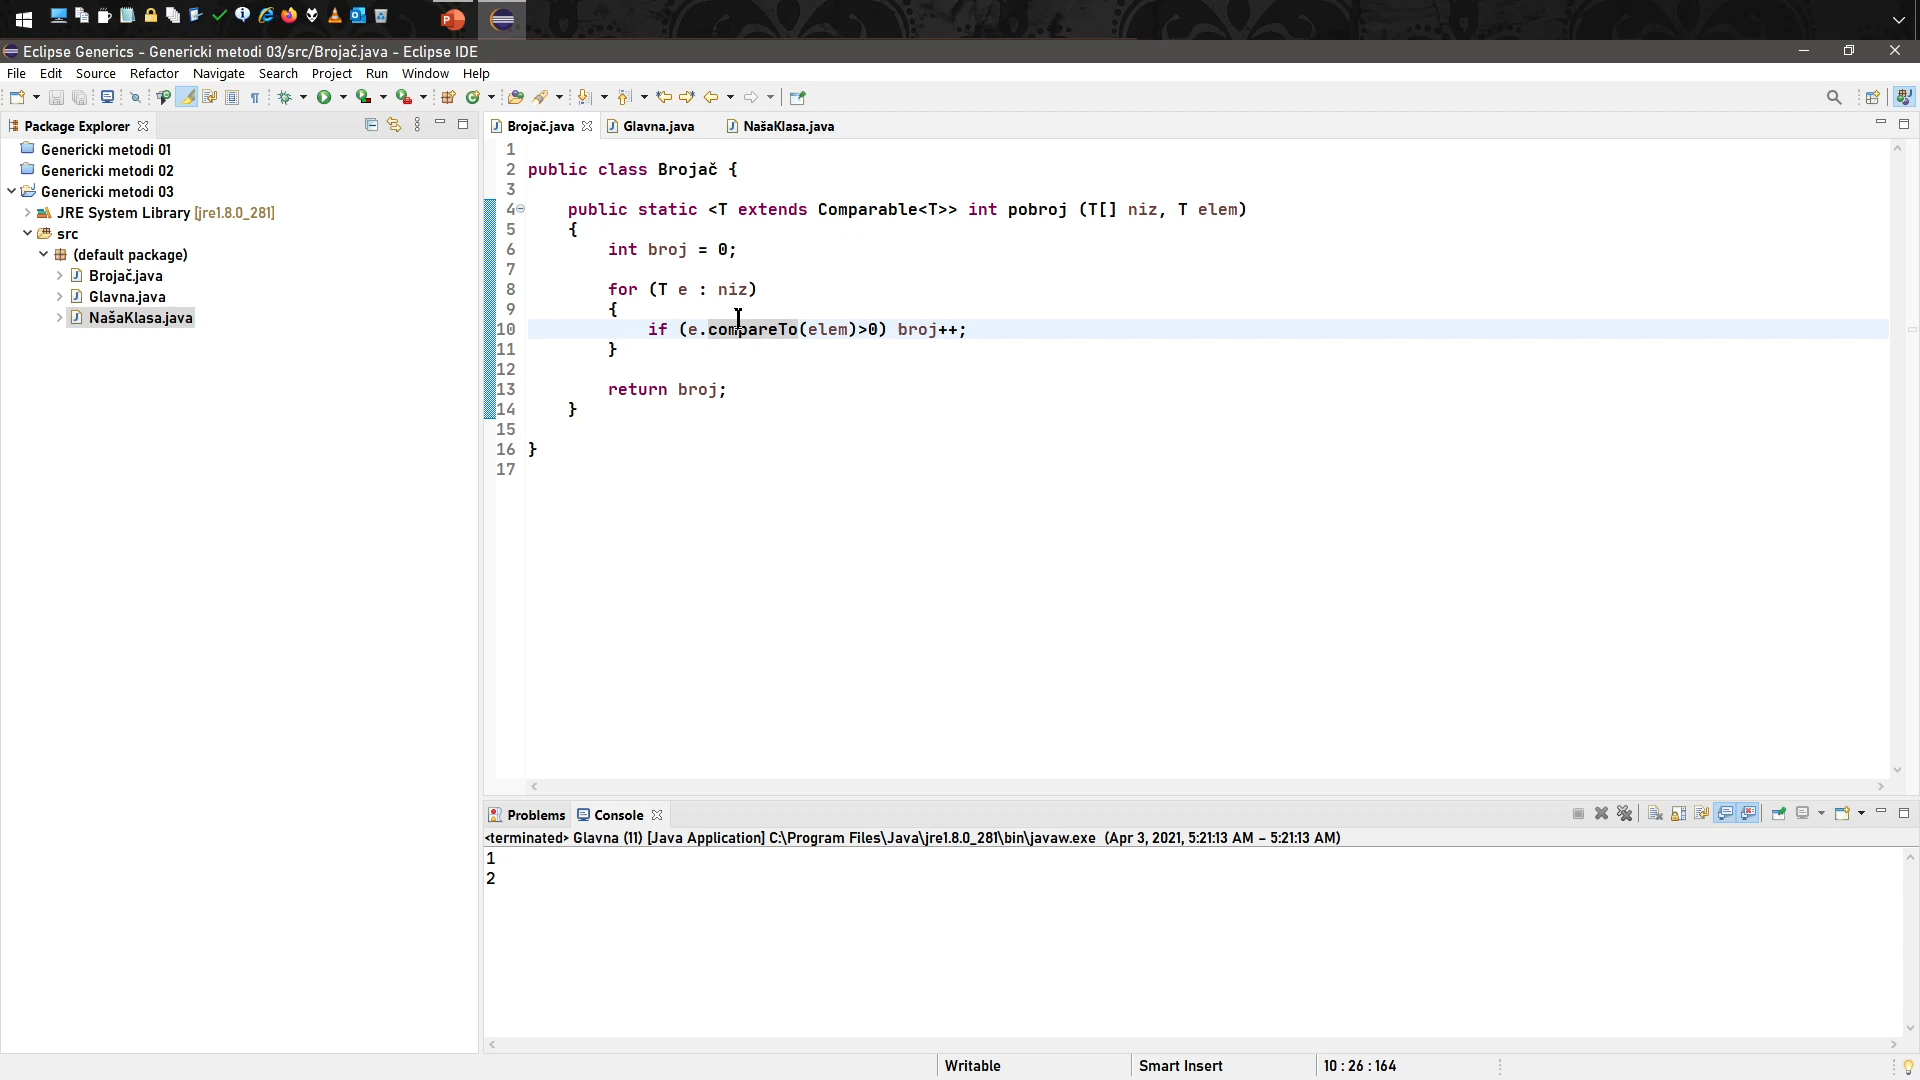 Eclipse Generics - Genericki metodi 03/src/Brojač.java - Eclipse IDE
File Edit Source Refactor Navigate Search Project Run Window Help
Package Explorer
Genericki metodi 01
Genericki metodi 02
Genericki metodi 03
JRE System Library [jre1.8.0_281]
src
(default package)
Brojač.java
Glavna.java
NašaKlasa.java
Brojač.java Glavna.java NašaKlasa.java
1
2 public class Brojač {
3
4 public static <T extends Comparable<T>> int pobroj (T[] niz, T elem)
5 {
6 int broj = 0;
7
8 for (T e : niz)
9 {
10 if (e.compareTo(elem)>0) broj++;
11 }
12
13 return broj;
14 }
15
16 }
17
Problems Console
<terminated> Glavna (11) [Java Application] C:\Program Files\Java\jre1.8.0_281\bin\javaw.exe (Apr 3, 2021, 5:21:13 AM – 5:21:13 AM)
1
2
Writable Smart Insert 10 : 26 : 164